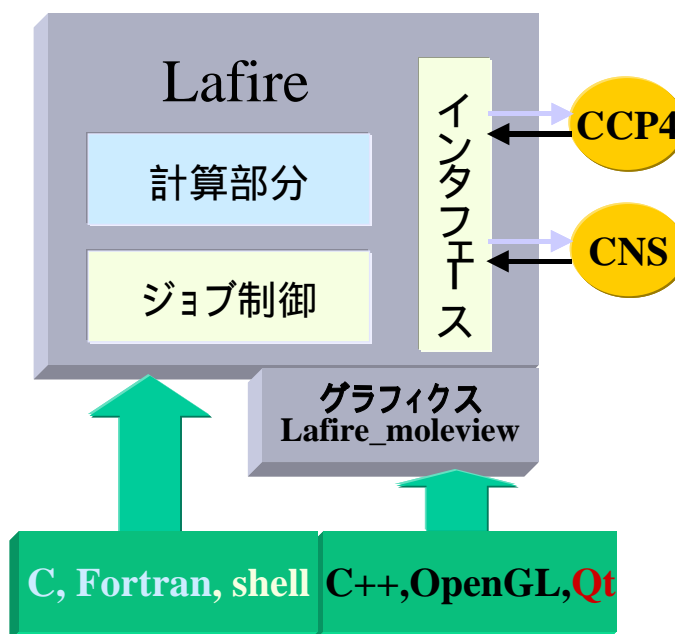 Lafire
計算部分
ジョブ制御
インタフェース
CCP4
CNS
グラフィクス
Lafire_moleview
C, Fortran, shell
C++,OpenGL,Qt